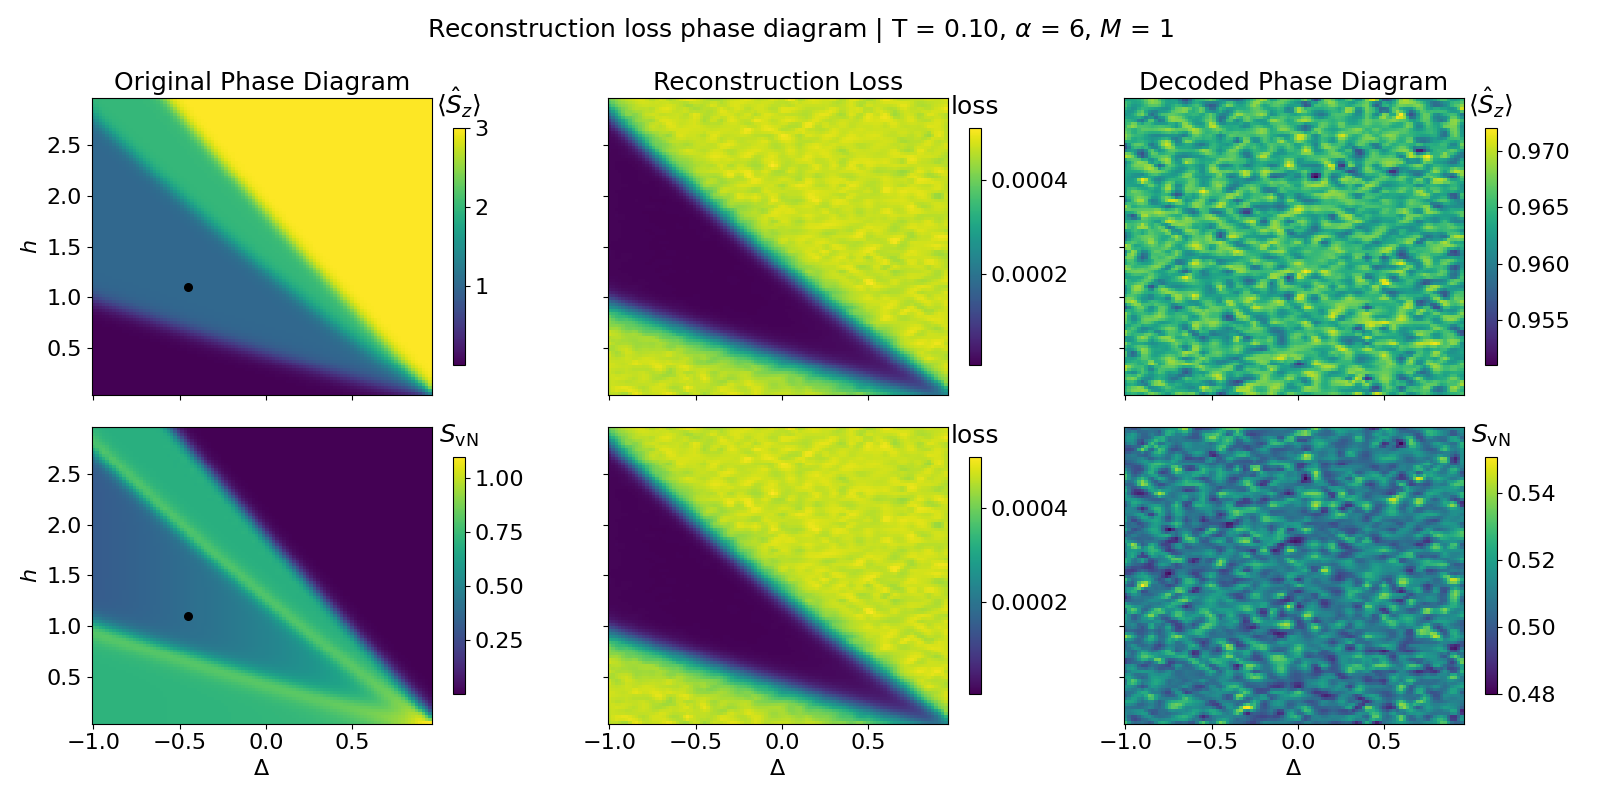 Reconstruction loss phase diagram | T = 0.10, α = 6, M = 1
Original Phase Diagram
⟨Ŝz⟩
3
2
1
h
2.5
2.0
1.5
1.0
0.5
Reconstruction Loss
loss
0.0004
0.0002
Decoded Phase Diagram
⟨Ŝz⟩
0.970
0.965
0.960
0.955
SvN
1.00
0.75
0.50
0.25
h
2.5
2.0
1.5
1.0
0.5
−1.0 −0.5 0.0 0.5
Δ
loss
0.0004
0.0002
−1.0 −0.5 0.0 0.5
Δ
SvN
0.54
0.52
0.50
0.48
−1.0 −0.5 0.0 0.5
Δ